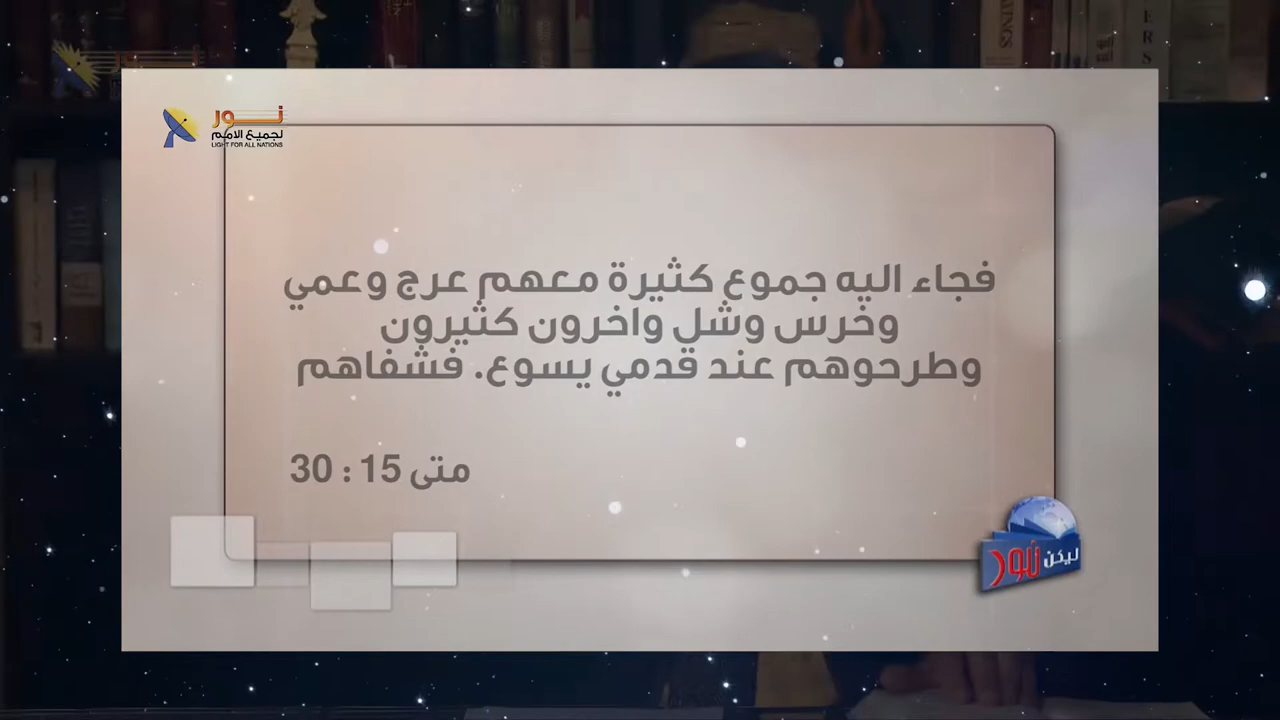 نور
لجميع الامم
LIGHT FOR ALL NATIONS
فجاء اليه جموع كثيرة معهم عرج وعمي
وخرس وشل واخرون كثيرون
وطرحوهم عند قدمي يسوع. فشفاهم
متى 15 : 30
ليكن نور